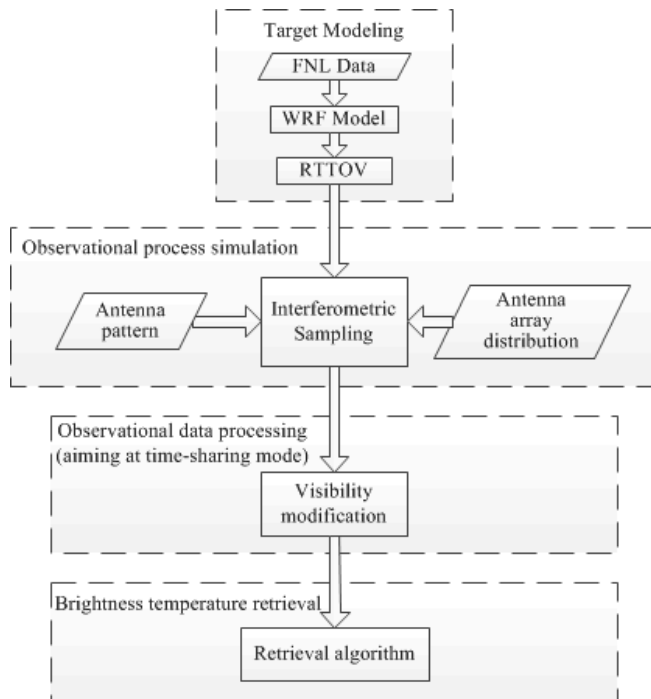 Target Modeling
FNL Data
WRF Model
RTTOV
Observational process simulation
Antenna
pattern
Interferometric
Sampling
Antenna
array
distribution
Observational data processing
(aiming at time-sharing mode)
Visibility
modification
Brightness temperature retrieval
Retrieval algorithm